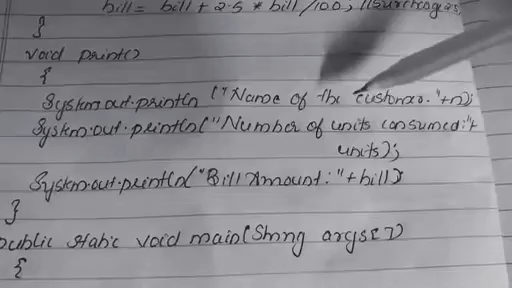 bill = bill + 2.5 * bill/100; //Surcharges
}
void print()
{
System.out.println ("Name of the customer: "+n);
System.out.println("Number of units consumed:"+
units);
System.out.println("Bill Amount: "+bill);
}
public static void main(String args[])
{